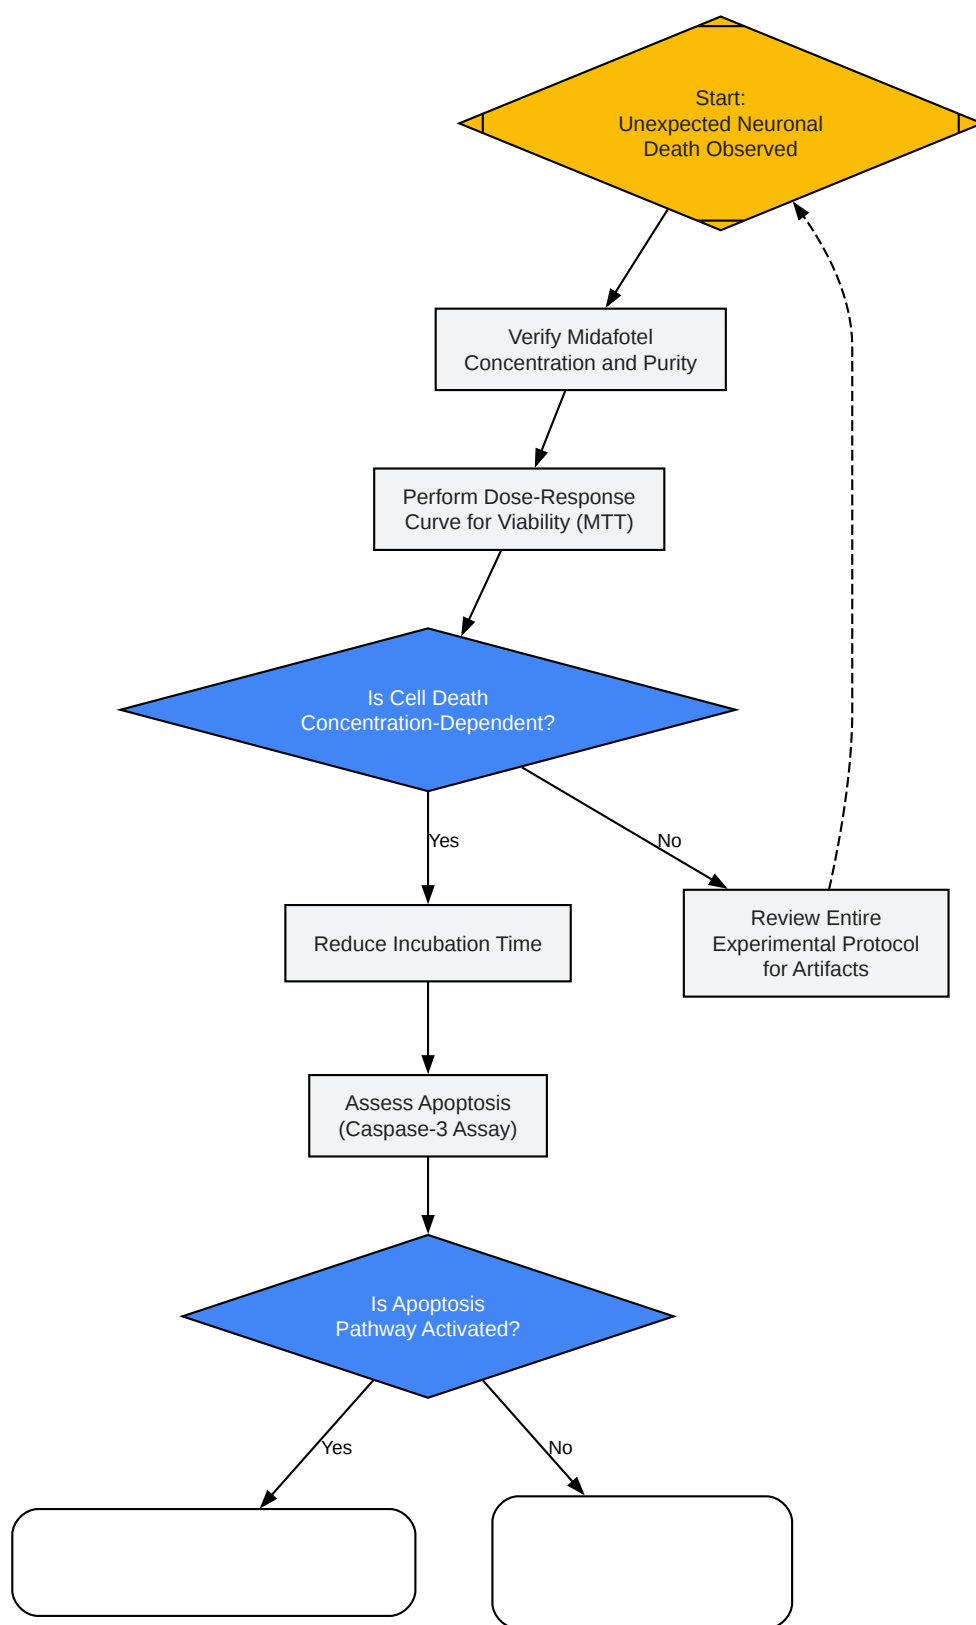 Start:
Unexpected Neuronal
Death Observed
Verify Midafotel
Concentration and Purity
Perform Dose-Response
Curve for Viability (MTT)
Is Cell Death
Concentration-Dependent?
Yes
No
Reduce Incubation Time
Review Entire
Experimental Protocol
for Artifacts
Assess Apoptosis
(Caspase-3 Assay)
Is Apoptosis
Pathway Activated?
Yes
No